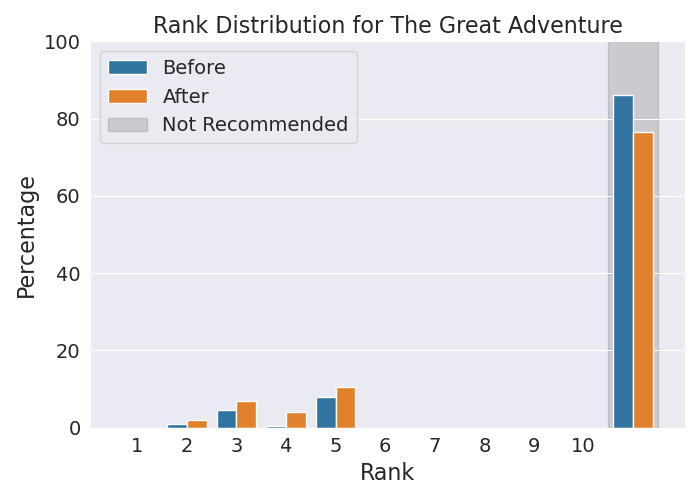 Rank Distribution for The Great Adventure
Before
After
Not Recommended
Percentage
100
80
60
40
20
0
1 2 3 4 5 6 7 8 9 10
Rank